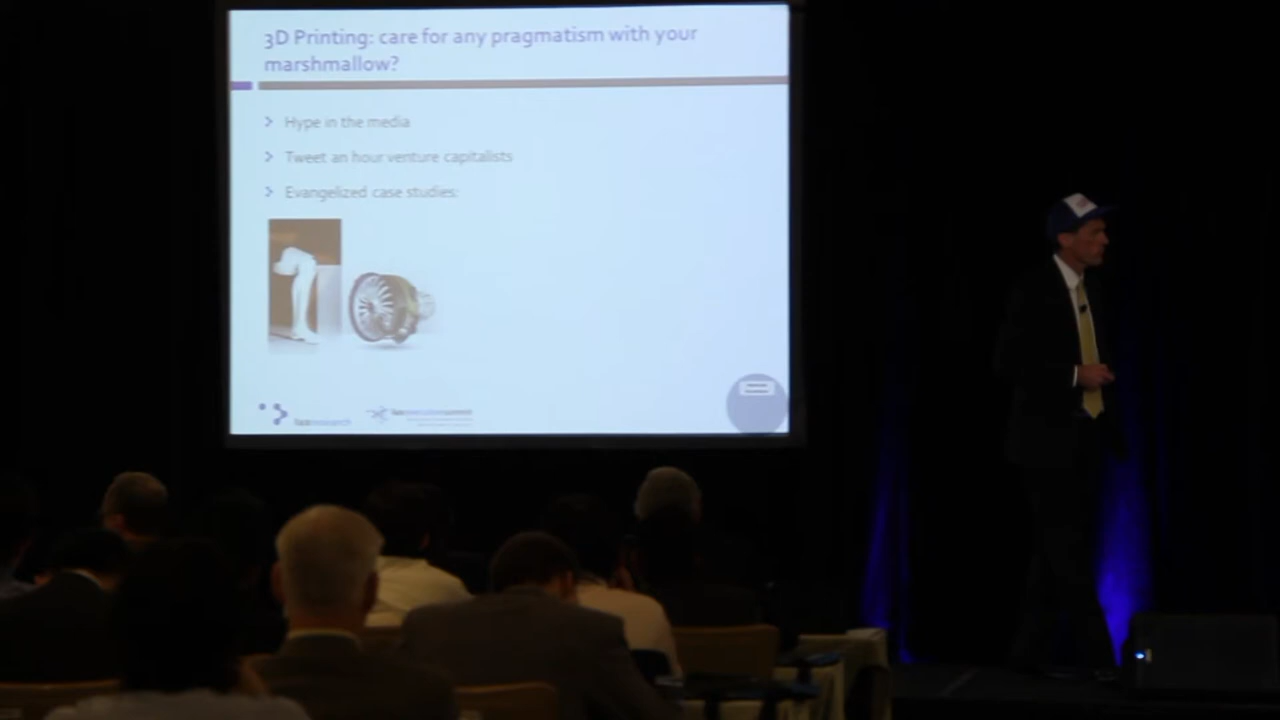 3D Printing: care for any pragmatism with your
marshmallow?
Hype in the media
Tweet an hour venture capitalists
Evangelized case studies:
luxresearch